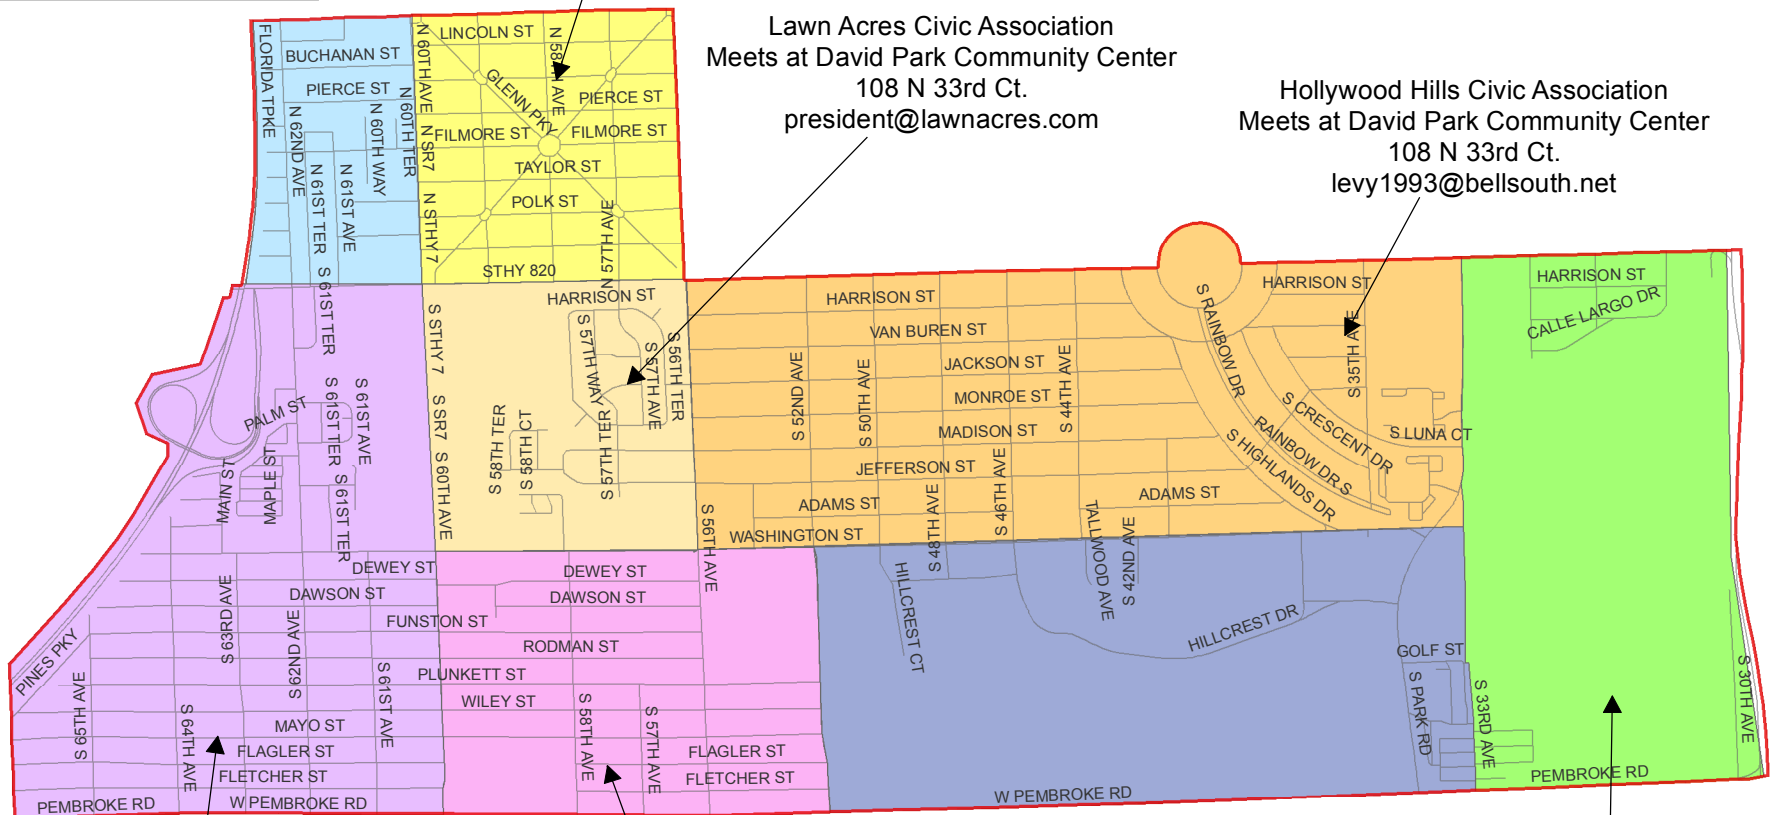 Lawn Acres Civic Association
Meets at David Park Community Center
108 N 33rd Ct.
president@lawnacres.com
Hollywood Hills Civic Association
Meets at David Park Community Center
108 N 33rd Ct.
levy1993@bellsouth.net
FLORIDA TPKE
BUCHANAN ST
PIERCE ST
N 62ND AVE
N 61ST TER
N 61ST AVE
N 60TH WAY
N 60TH TER
N 60TH AVE
N SR7
N STHY 7
LINCOLN ST
N 58TH AVE
GLENN PKY
PIERCE ST
FILMORE ST
FILMORE ST
TAYLOR ST
POLK ST
N 57TH AVE
STHY 820
S 61ST TER
S 61ST TER
PALM ST
S 61ST TER
S 61ST AVE
MAIN ST
MAPLE ST
S 61ST TER
S STHY 7
S SR7
S 60TH AVE
HARRISON ST
S 57TH WAY
S 57TH AVE
S 56TH TER
S 58TH TER
S 58TH CT
S 57TH TER
HARRISON ST
VAN BUREN ST
JACKSON ST
MONROE ST
MADISON ST
JEFFERSON ST
ADAMS ST
WASHINGTON ST
S 52ND AVE
S 50TH AVE
S 44TH AVE
S 48TH AVE
S 46TH AVE
S 56TH AVE
ADAMS ST
TALLWOOD AVE
S 42ND AVE
HARRISON ST
S RAINBOW DR
S 35TH AVE
S CRESCENT DR
RAINBOW DR S
S HIGHLANDS DR
S LUNA CT
HARRISON ST
CALLE LARGO DR
DEWEY ST
DAWSON ST
FUNSTON ST
PLUNKETT ST
S 63RD AVE
S 62ND AVE
S 61ST AVE
PINES PKY
S 65TH AVE
S 64TH AVE
MAYO ST
FLAGLER ST
FLETCHER ST
PEMBROKE RD
W PEMBROKE RD
DEWEY ST
DAWSON ST
RODMAN ST
WILEY ST
S 58TH AVE
S 57TH AVE
FLAGLER ST
FLETCHER ST
HILLCREST CT
HILLCREST DR
GOLF ST
S PARK RD
S 33RD AVE
W PEMBROKE RD
PEMBROKE RD
S 30TH AVE